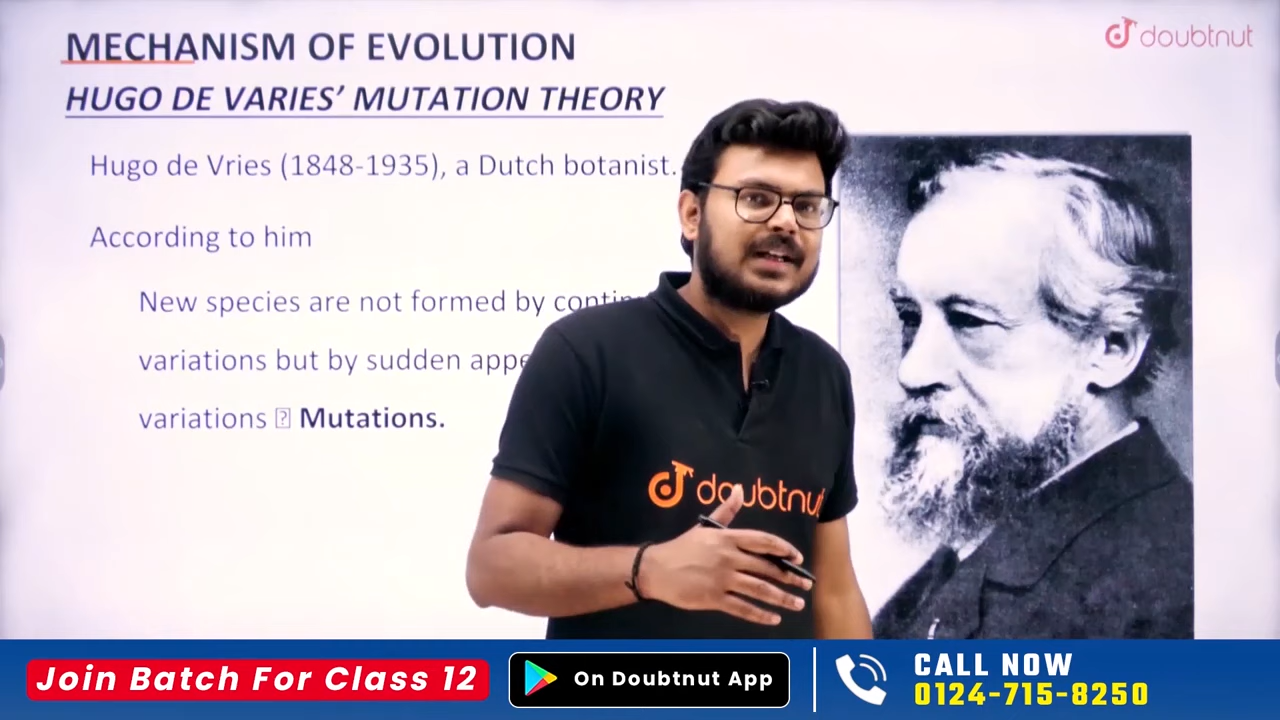 MECHANISM OF EVOLUTION
doubtnut
HUGO DE VARIES’ MUTATION THEORY
Hugo de Vries (1848-1935), a Dutch botanist.
According to him
New species are not formed by
variations but by sudden
variations Mutations.
doubtnut
Join Batch For Class 12
On Doubtnut App
CALL NOW
0124-715-8250